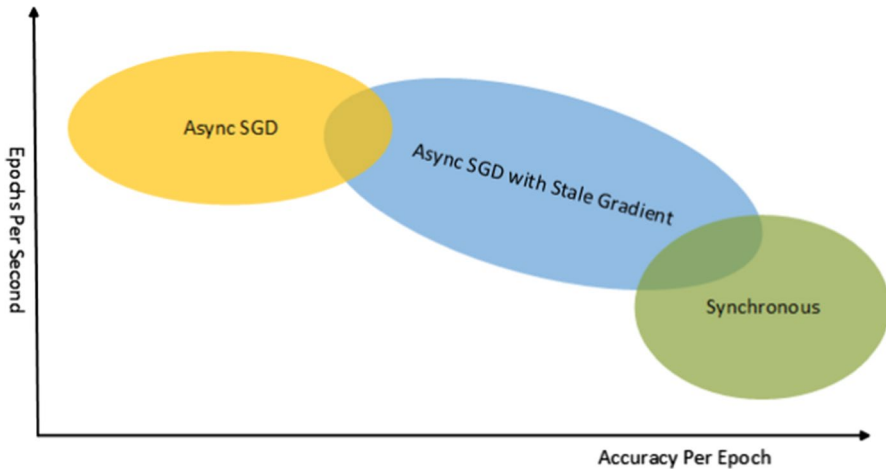 Epochs Per Second
Async SGD
Async SGD with Stale Gradient
Synchronous
Accuracy Per Epoch